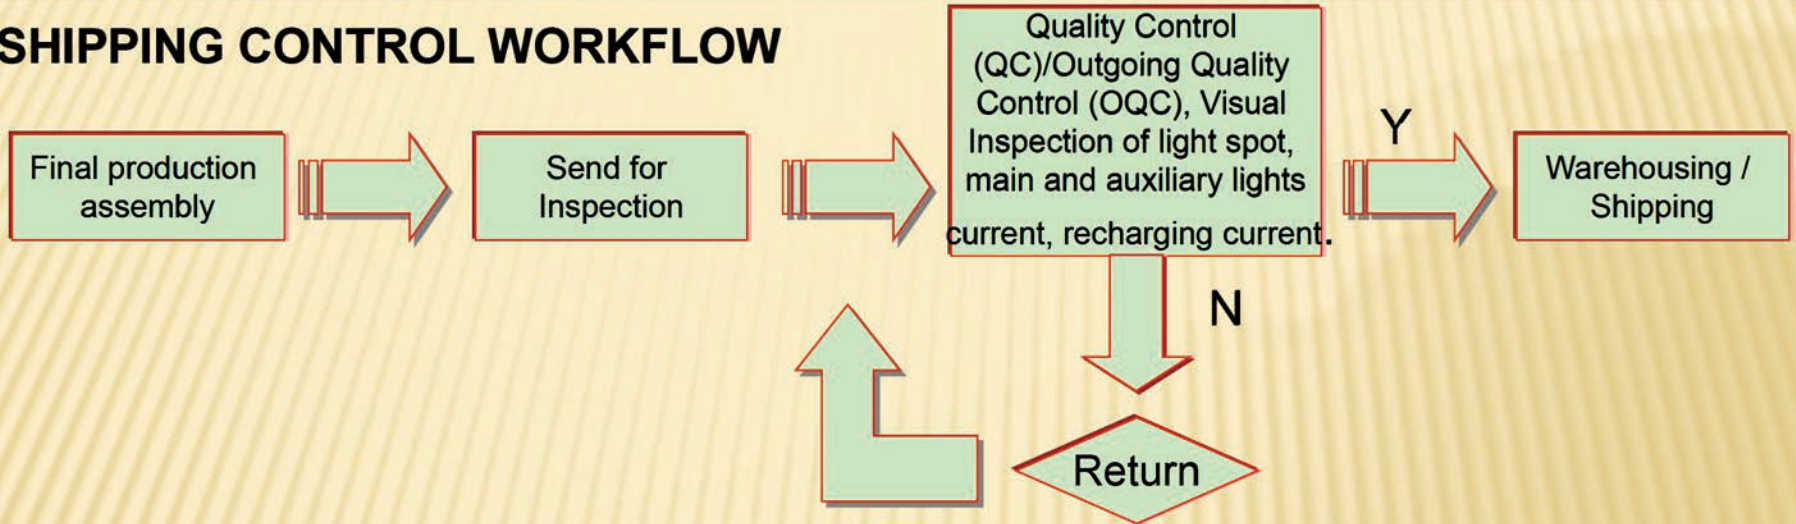 SHIPPING CONTROL WORKFLOW
Final production
assembly
Send for
Inspection
Quality Control
(QC)/Outgoing Quality
Control (OQC), Visual
Inspection of light spot,
main and auxiliary lights
current, recharging current.
Y
Warehousing /
Shipping
N
Return